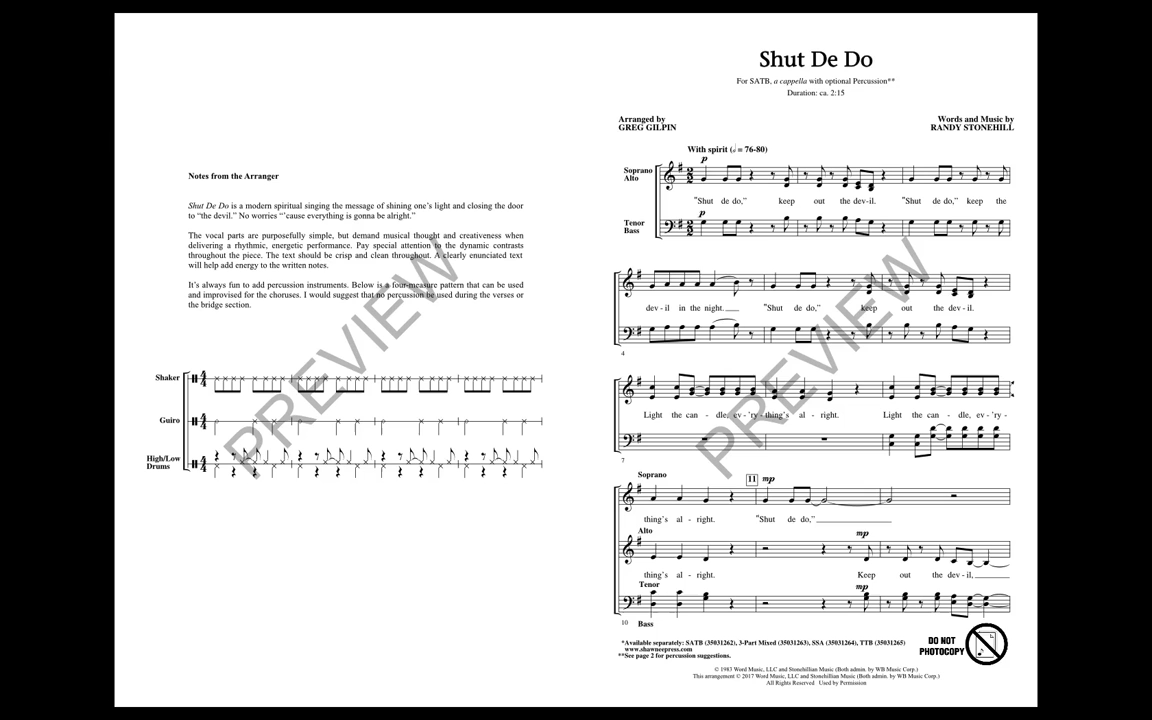 Notes from the Arranger
Shut De Do is a modern spiritual singing the message of shining one's light and closing the door
to "the devil." No worries "'cause everything is gonna be alright."
The vocal parts are purposefully simple, but demand musical thought and creativeness when
delivering a rhythmic, energetic performance. Pay special attention to the dynamic contrasts
throughout the piece. The text should be crisp and clean throughout. A clearly enunciated text
will help add energy to the written notes.
It's always fun to add percussion instruments. Below is a four-measure pattern that can be used
and improvised for the choruses. I would suggest that no percussion be used during the verses or
the bridge section.
Shaker
Guiro
High/Low
Drums
PREVIEW
Shut De Do
For SATB, a cappella with optional Percussion**
Duration: ca. 2:15
Arranged by
GREG GILPIN
Words and Music by
RANDY STONEHILL
With spirit (𝅗𝅥 = 76-80)
p
Soprano
Alto
"Shut de do," keep out the dev-il. "Shut de do," keep the
p
Tenor
Bass
dev - il in the night. "Shut de do," keep out the dev - il.
4
Light the can - dle, ev - 'ry - thing's al - right. Light the can - dle, ev - 'ry -
7
PREVIEW
Soprano
11 mp
thing's al - right. "Shut de do,"
Alto
mp
thing's al - right. Keep out the dev - il,
Tenor
mp
10 Bass
*Available separately: SATB (35031262), 3-Part Mixed (35031263), SSA (35031264), TTB (35031265)
www.shawneepress.com
**See page 2 for percussion suggestions.
DO NOT
PHOTOCOPY
© 1983 Word Music, LLC and Stonehillian Music (Both admin. by WB Music Corp.)
This arrangement © 2017 Word Music, LLC and Stonehillian Music (Both admin. by WB Music Corp.)
All Rights Reserved Used by Permission